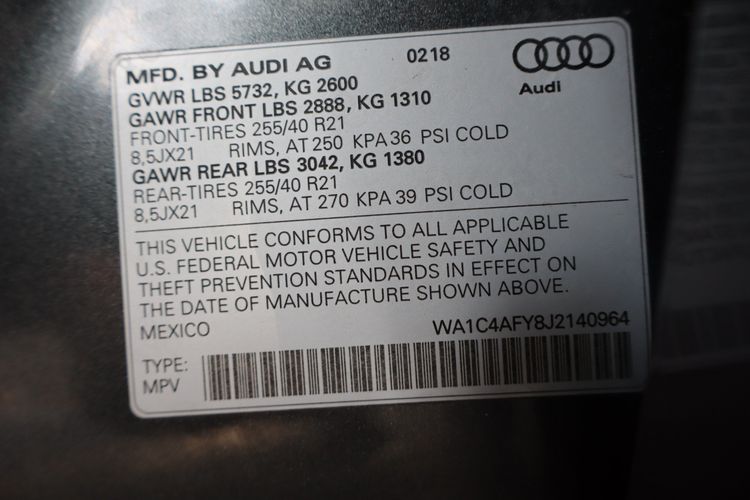 MFD. BY AUDI AG 0218
Audi
GVWR LBS 5732, KG 2600
GAWR FRONT LBS 2888, KG 1310
FRONT-TIRES 255/40 R21
8,5JX21 RIMS, AT 250 KPA 36 PSI COLD
GAWR REAR LBS 3042, KG 1380
REAR-TIRES 255/40 R21
8,5JX21 RIMS, AT 270 KPA 39 PSI COLD
THIS VEHICLE CONFORMS TO ALL APPLICABLE
U.S. FEDERAL MOTOR VEHICLE SAFETY AND
THEFT PREVENTION STANDARDS IN EFFECT ON
THE DATE OF MANUFACTURE SHOWN ABOVE.
MEXICO WA1C4AFY8J2140964
TYPE:
MPV